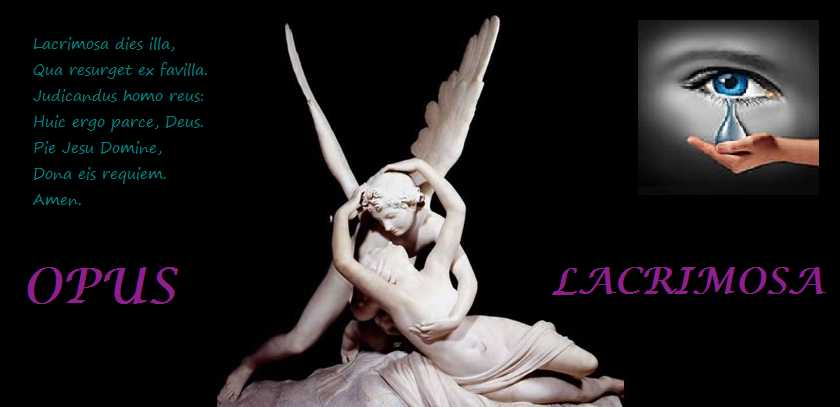 Lacrimosa dies illa,
Qua resurget ex favilla.
Judicandus homo reus:
Huic ergo parce, Deus.
Pie Jesu Domine,
Dona eis requiem.
Amen.
OPUS
LACRIMOSA